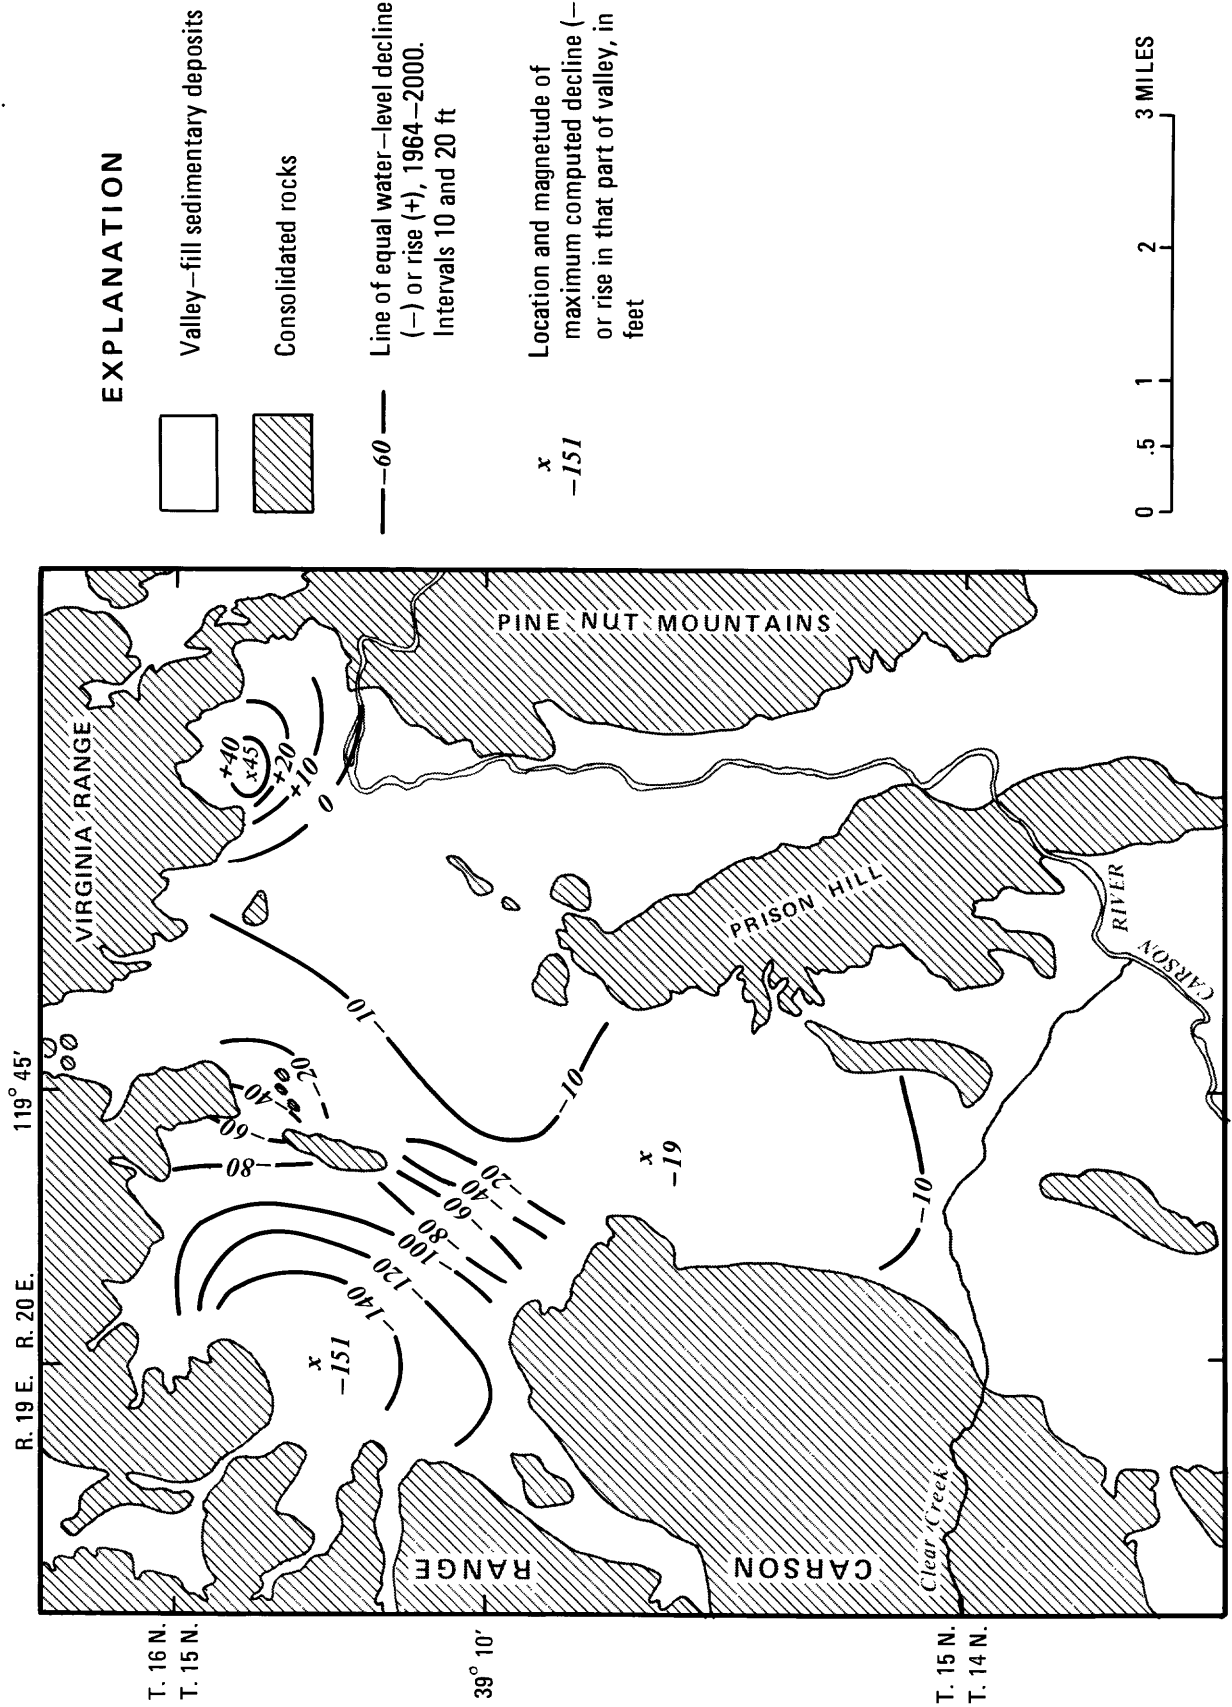 EXPLANATION
Valley–fill sedimentary deposits
Consolidated rocks
–60
Line of equal water–level decline
(–) or rise (+), 1964–2000.
Intervals 10 and 20 ft
x
–151
Location and magnetude of
maximum computed decline (–
or rise in that part of valley, in
feet
0 .5 1 2 3 MILES
R. 19 E. R. 20 E.
119° 45′
T. 16 N.
T. 15 N.
39° 10′
T. 15 N.
T. 14 N.
VIRGINIA RANGE
PINE NUT MOUNTAINS
PRISON HILL
CARSON
RIVER
CARSON
RANGE
Clear Creek
+40
x45
+20
+10
0
–10
–10
–10
–20
–40
–60
–80
–20
–40
–60
–80
–100
–120
–140
x
–151
x
–19